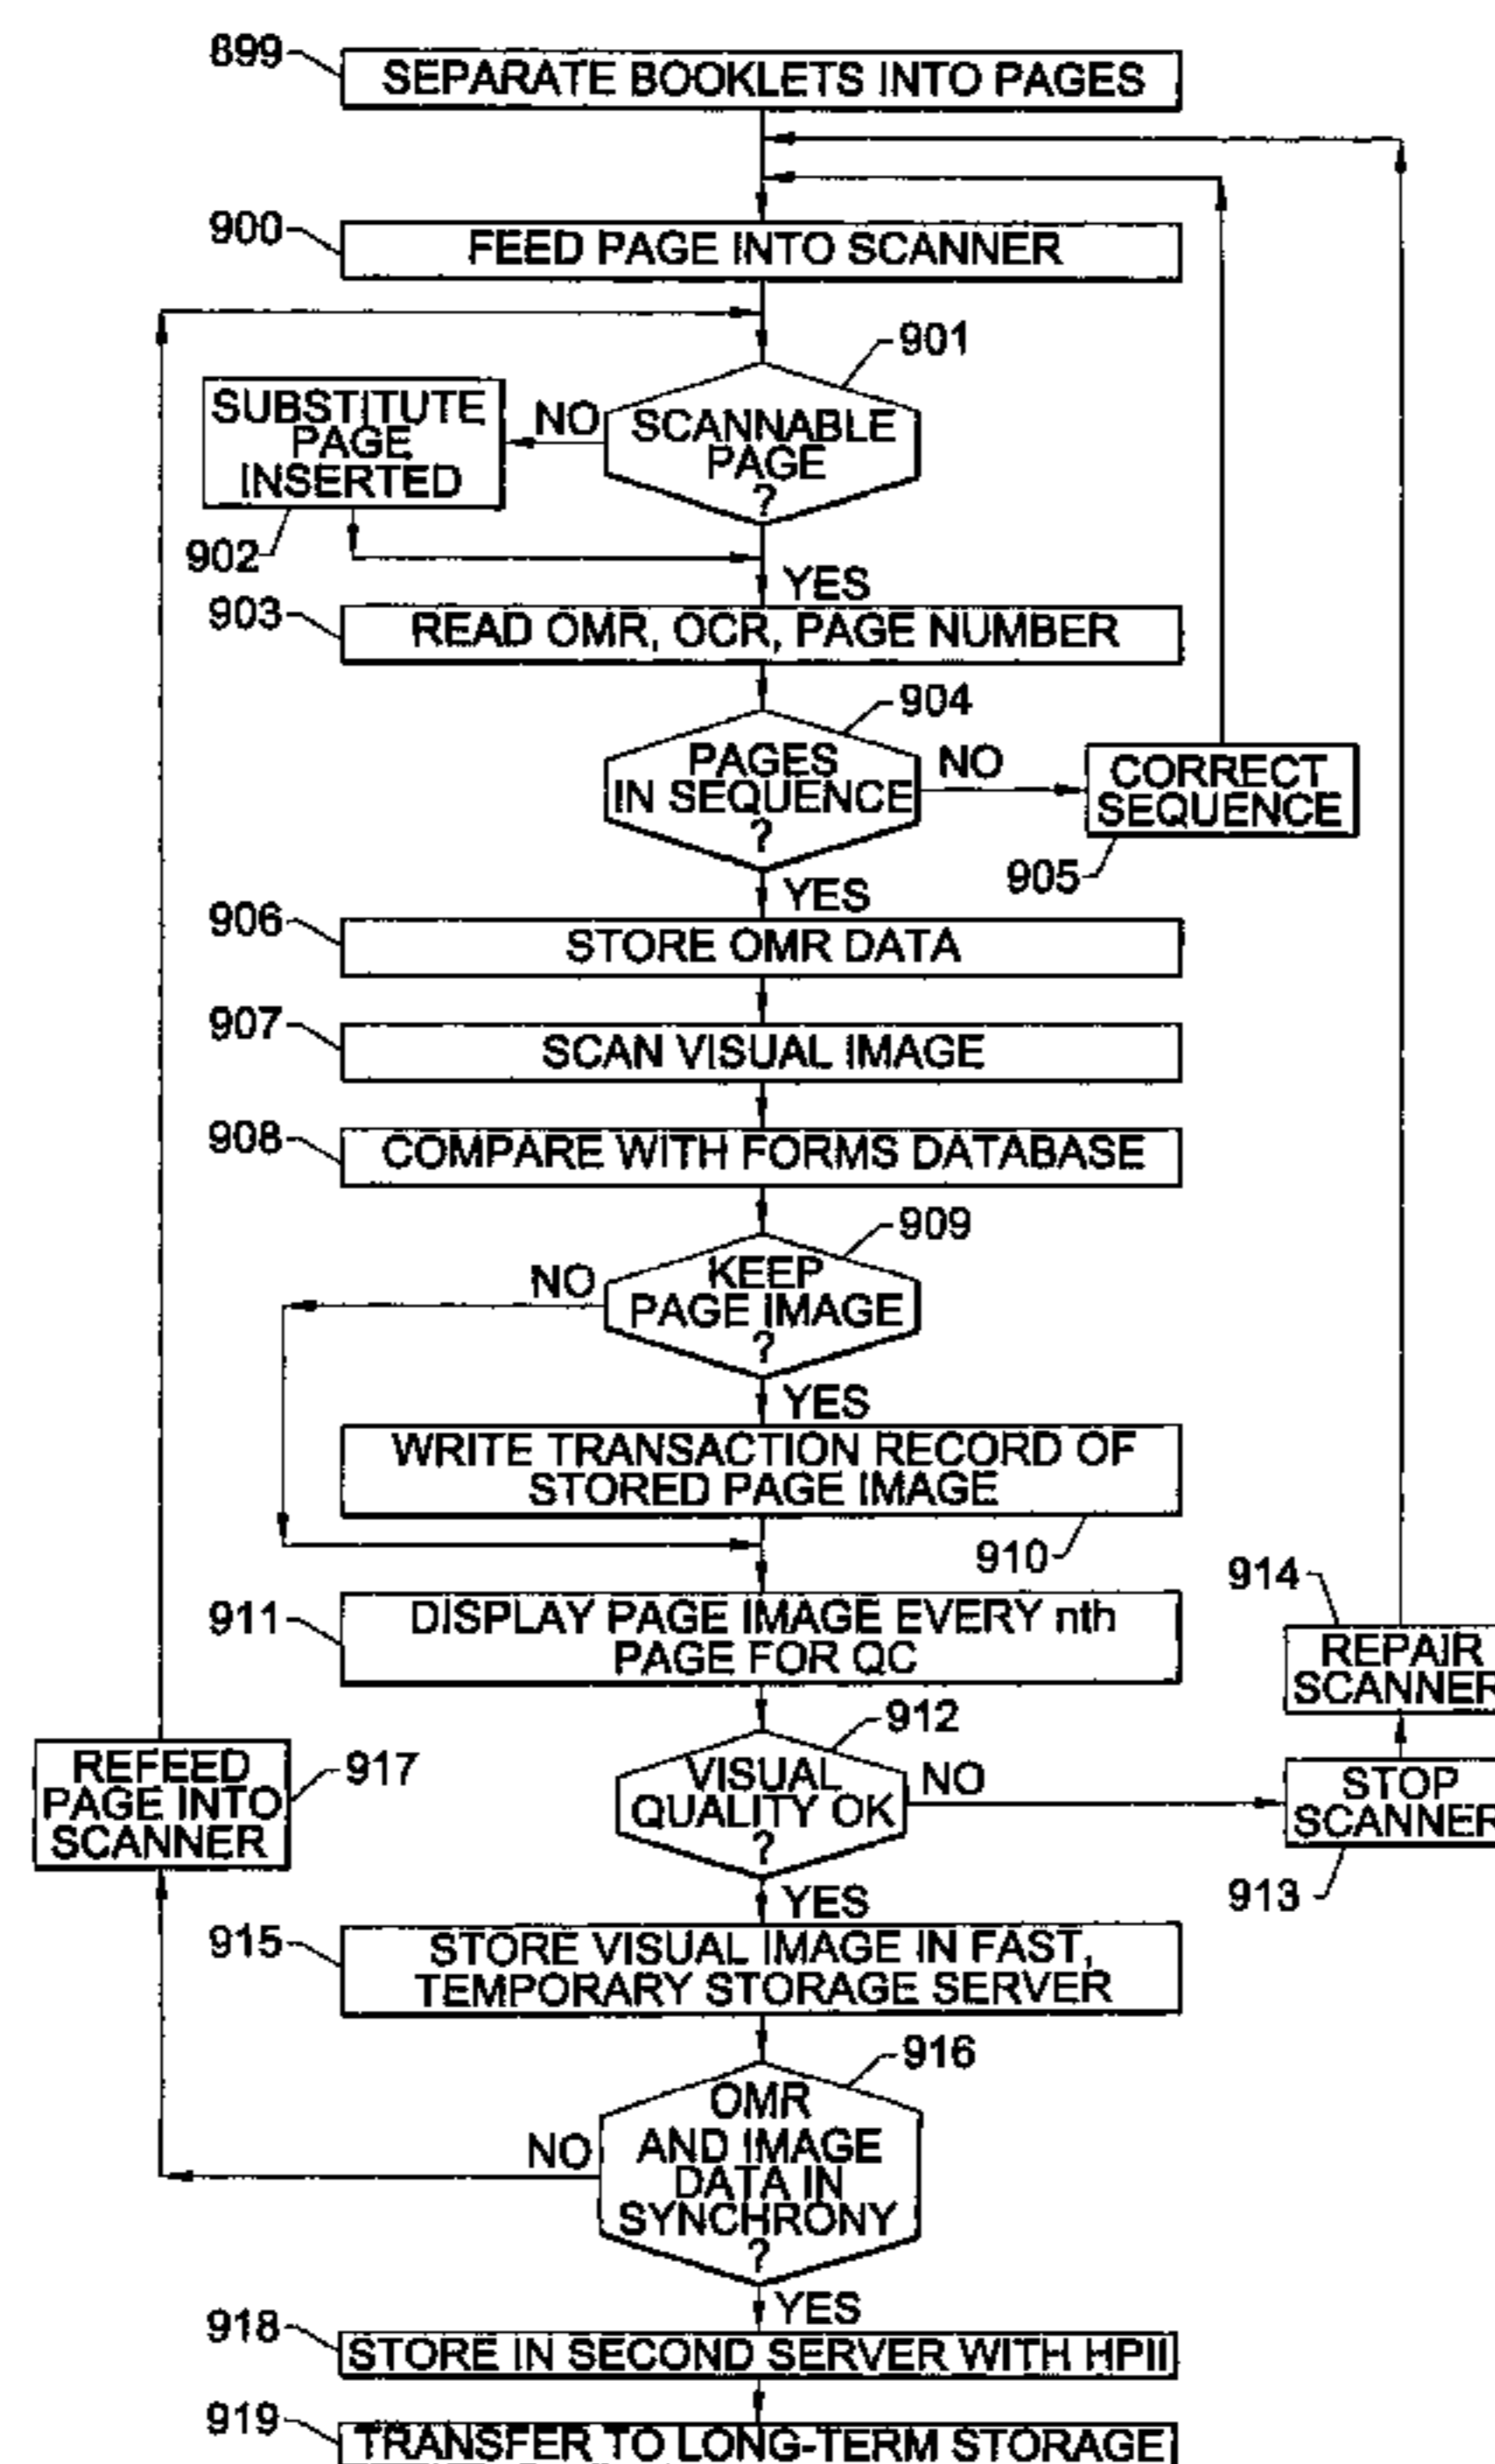 899
SEPARATE BOOKLETS INTO PAGES
900
FEED PAGE INTO SCANNER
901
SCANNABLE
PAGE
?
NO
SUBSTITUTE
PAGE
INSERTED
902
YES
903
READ OMR, OCR, PAGE NUMBER
904
PAGES
IN SEQUENCE
?
NO
CORRECT
SEQUENCE
905
YES
906
STORE OMR DATA
907
SCAN VISUAL IMAGE
908
COMPARE WITH FORMS DATABASE
909
KEEP
PAGE IMAGE
?
NO
YES
WRITE TRANSACTION RECORD OF
STORED PAGE IMAGE
910
911
DISPLAY PAGE IMAGE EVERY nth
PAGE FOR QC
912
VISUAL
QUALITY OK
?
NO
914
REPAIR
SCANNER
STOP
SCANNER
913
REFEED
PAGE INTO
SCANNER
917
YES
915
STORE VISUAL IMAGE IN FAST,
TEMPORARY STORAGE SERVER
916
OMR
AND IMAGE
DATA IN
SYNCHRONY
?
NO
YES
918
STORE IN SECOND SERVER WITH HPII
919
TRANSFER TO LONG-TERM STORAGE